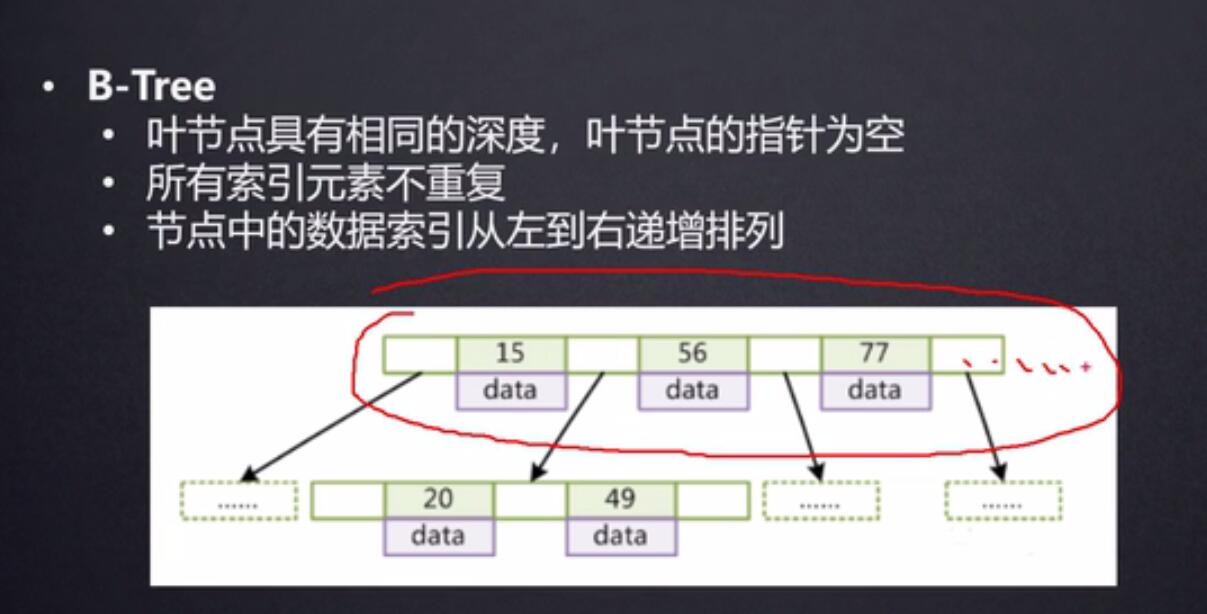 • B-Tree
• 叶节点具有相同的深度，叶节点的指针为空
• 所有索引元素不重复
• 节点中的数据索引从左到右递增排列
15 56 77
data data data
...... 20 49 ...... ......
data data